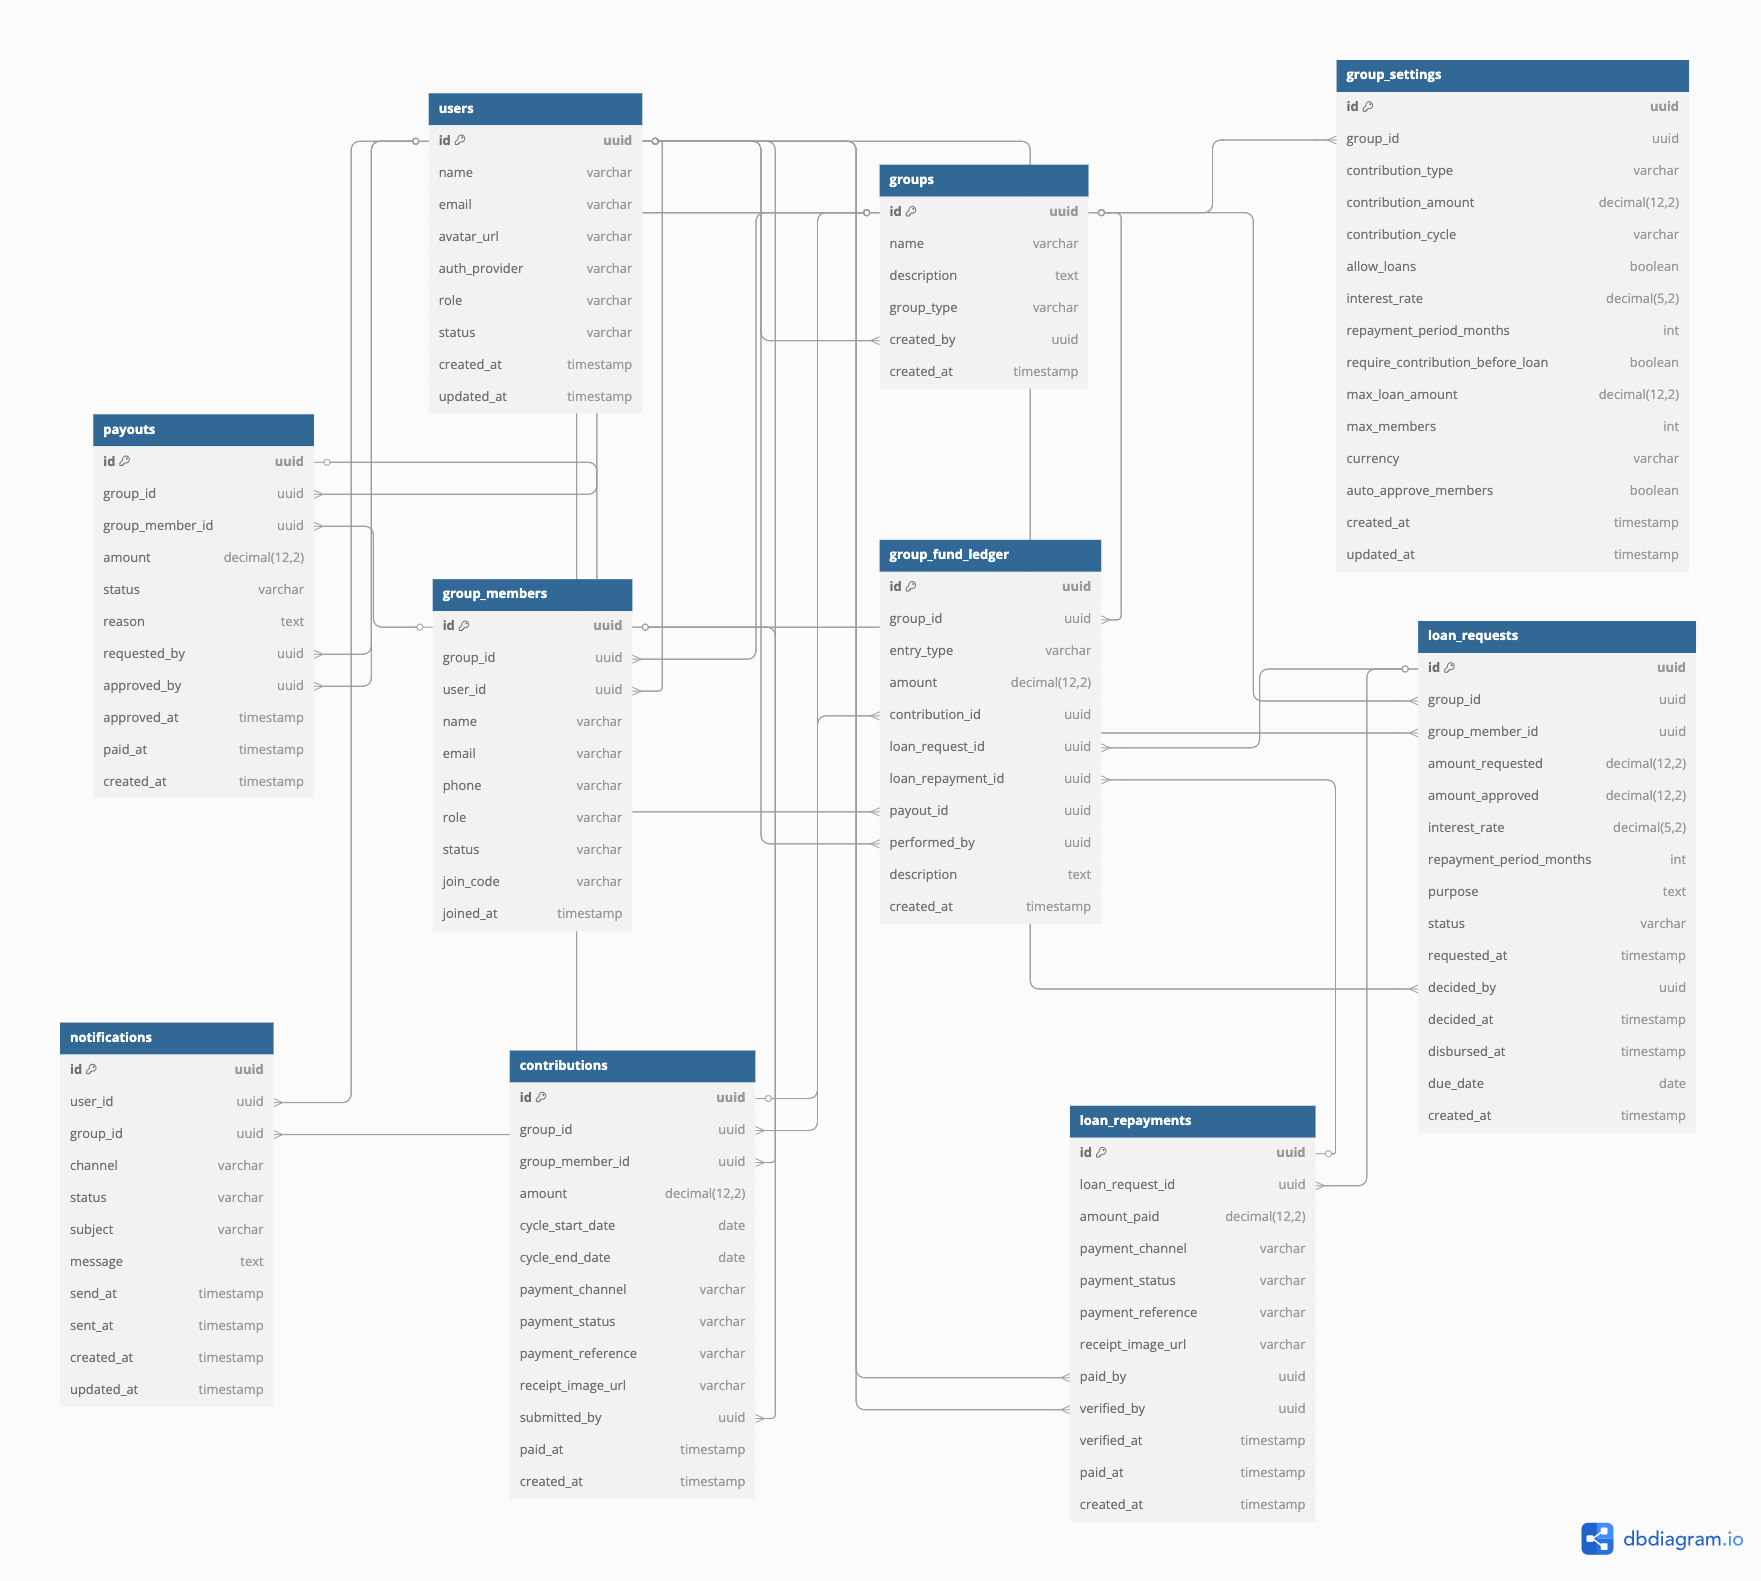 users
id uuid
name varchar
email varchar
avatar_url varchar
auth_provider varchar
role varchar
status varchar
created_at timestamp
updated_at timestamp
groups
id uuid
name varchar
description text
group_type varchar
created_by uuid
created_at timestamp
group_settings
id uuid
group_id uuid
contribution_type varchar
contribution_amount decimal(12,2)
contribution_cycle varchar
allow_loans boolean
interest_rate decimal(5,2)
repayment_period_months int
require_contribution_before_loan boolean
max_loan_amount decimal(12,2)
max_members int
currency varchar
auto_approve_members boolean
created_at timestamp
updated_at timestamp
payouts
id uuid
group_id uuid
group_member_id uuid
amount decimal(12,2)
status varchar
reason text
requested_by uuid
approved_by uuid
approved_at timestamp
paid_at timestamp
created_at timestamp
group_members
id uuid
group_id uuid
user_id uuid
name varchar
email varchar
phone varchar
role varchar
status varchar
join_code varchar
joined_at timestamp
group_fund_ledger
id uuid
group_id uuid
entry_type varchar
amount decimal(12,2)
contribution_id uuid
loan_request_id uuid
loan_repayment_id uuid
payout_id uuid
performed_by uuid
description text
created_at timestamp
loan_requests
id uuid
group_id uuid
group_member_id uuid
amount_requested decimal(12,2)
amount_approved decimal(12,2)
interest_rate decimal(5,2)
repayment_period_months int
purpose text
status varchar
requested_at timestamp
decided_by uuid
decided_at timestamp
disbursed_at timestamp
due_date date
created_at timestamp
notifications
id uuid
user_id uuid
group_id uuid
channel varchar
status varchar
subject varchar
message text
send_at timestamp
sent_at timestamp
created_at timestamp
updated_at timestamp
contributions
id uuid
group_id uuid
group_member_id uuid
amount decimal(12,2)
cycle_start_date date
cycle_end_date date
payment_channel varchar
payment_status varchar
payment_reference varchar
receipt_image_url varchar
submitted_by uuid
paid_at timestamp
created_at timestamp
loan_repayments
id uuid
loan_request_id uuid
amount_paid decimal(12,2)
payment_channel varchar
payment_status varchar
payment_reference varchar
receipt_image_url varchar
paid_by uuid
verified_by uuid
verified_at timestamp
paid_at timestamp
created_at timestamp
dbdiagram.io